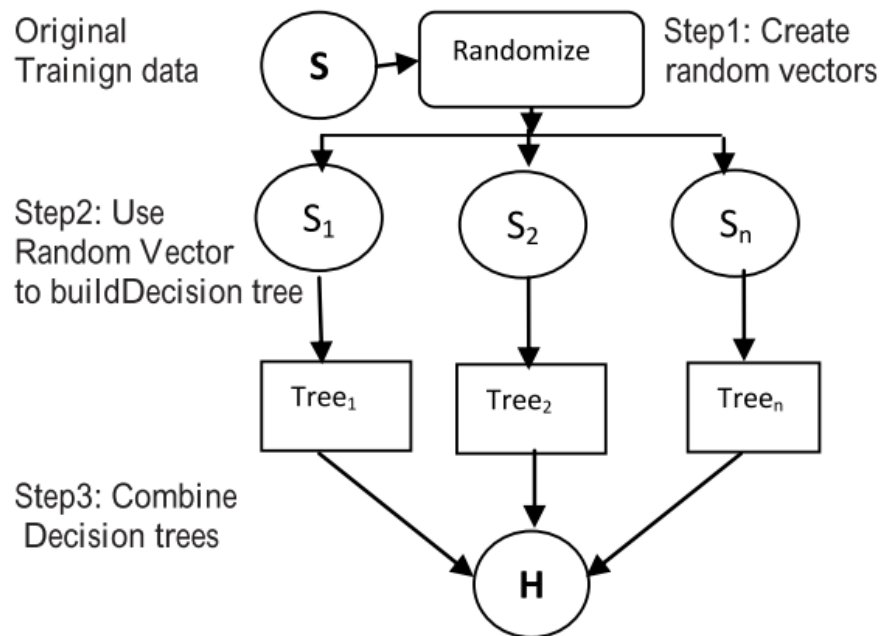 Original
Trainign data
S
Randomize
Step1: Create
random vectors
Step2: Use
Random Vector
to buildDecision tree
S₁
S₂
Sₙ
Tree₁
Tree₂
Treeₙ
Step3: Combine
Decision trees
H